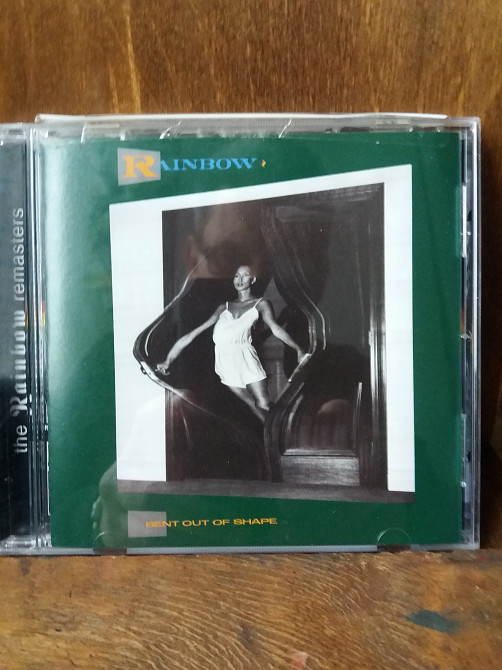 the Rainbow remasters
RAINBOW
BENT OUT OF SHAPE